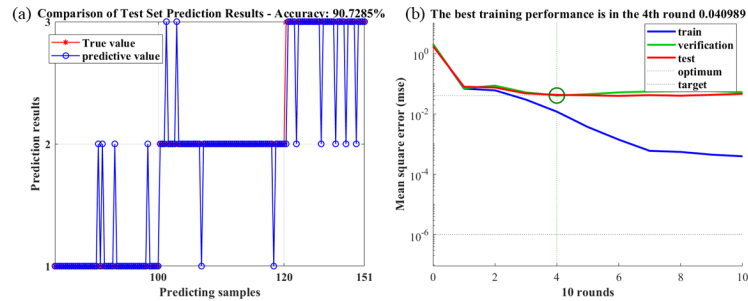 (a) Comparison of Test Set Prediction Results - Accuracy: 90.7285%
3
2
1
Prediction results
True value
predictive value
100 120 151
Predicting samples
(b) The best training performance is in the 4th round 0.040989
10^0
10^-2
10^-4
10^-6
Mean square error (mse)
train
verification
test
optimum
target
0 2 4 6 8 10
10 rounds